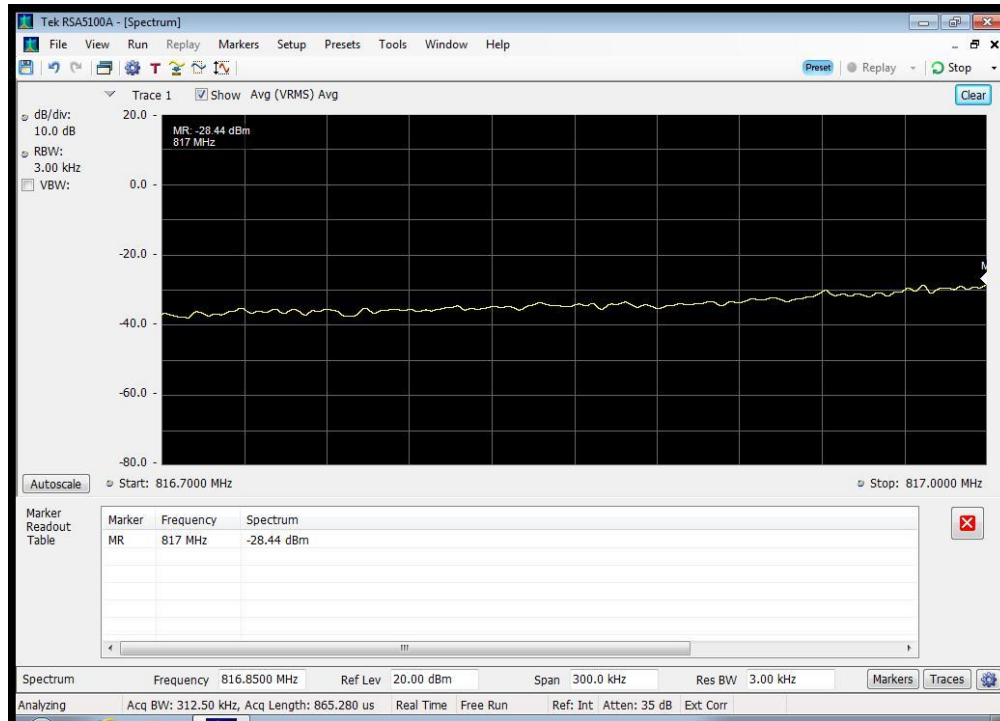 Tek RSA5100A - [Spectrum]
File View Run Replay Markers Setup Presets Tools Window Help
T Preset Replay Stop
Trace 1 Show Avg (VRMS) Avg Clear
dB/div:
10.0 dB
RBW:
3.00 kHz
VBW:
20.0
0.0
-20.0
-40.0
-60.0
-80.0
MR: -28.44 dBm
817 MHz
M
Autoscale Start: 816.7000 MHz Stop: 817.0000 MHz
Marker
Readout
Table
Marker Frequency Spectrum
MR 817 MHz -28.44 dBm
Spectrum Frequency 816.8500 MHz Ref Lev 20.00 dBm Span 300.0 kHz Res BW 3.00 kHz Markers Traces
Analyzing Acq BW: 312.50 kHz, Acq Length: 865.280 us Real Time Free Run Ref: Int Atten: 35 dB Ext Corr